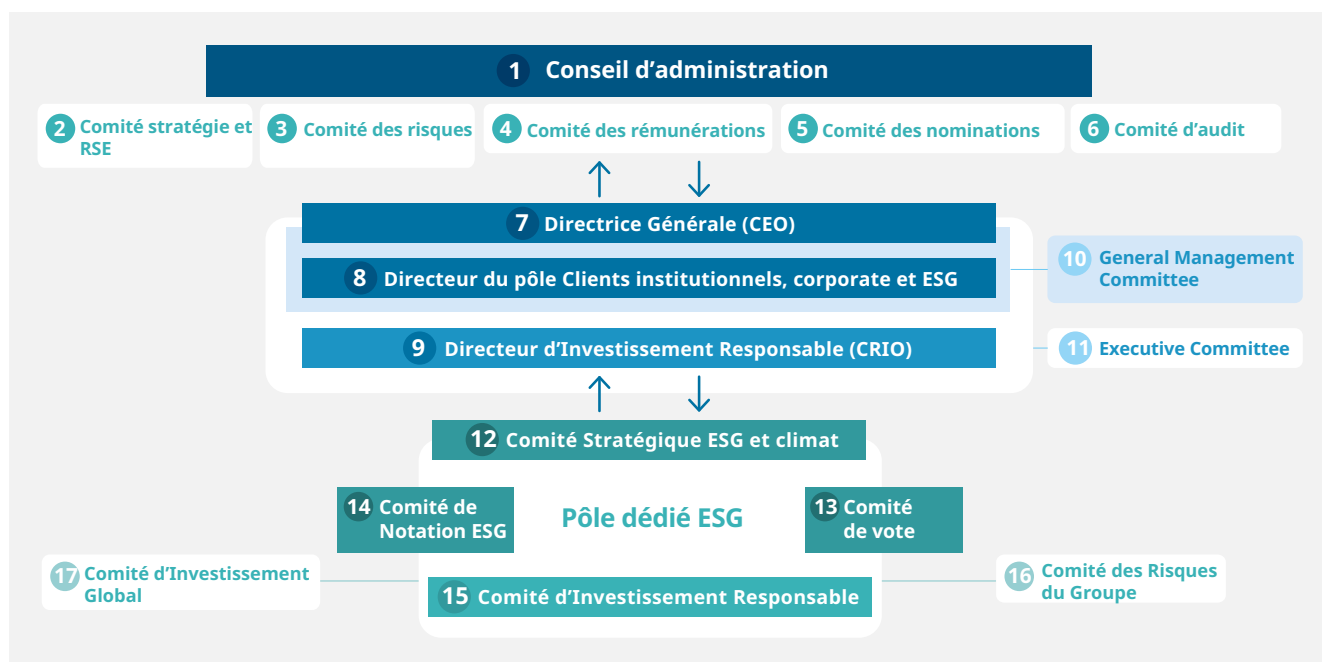 1 Conseil d’administration
2 Comité stratégie et
RSE
3 Comité des risques
4 Comité des rémunérations
5 Comité des nominations
6 Comité d’audit
7 Directrice Générale (CEO)
8 Directeur du pôle Clients institutionnels, corporate et ESG
10 General Management
Committee
9 Directeur d’Investissement Responsable (CRIO)
11 Executive Committee
12 Comité Stratégique ESG et climat
14 Comité de
Notation ESG
Pôle dédié ESG
13 Comité
de vote
17 Comité d’Investissement
Global
15 Comité d’Investissement Responsable
16 Comité des Risques
du Groupe